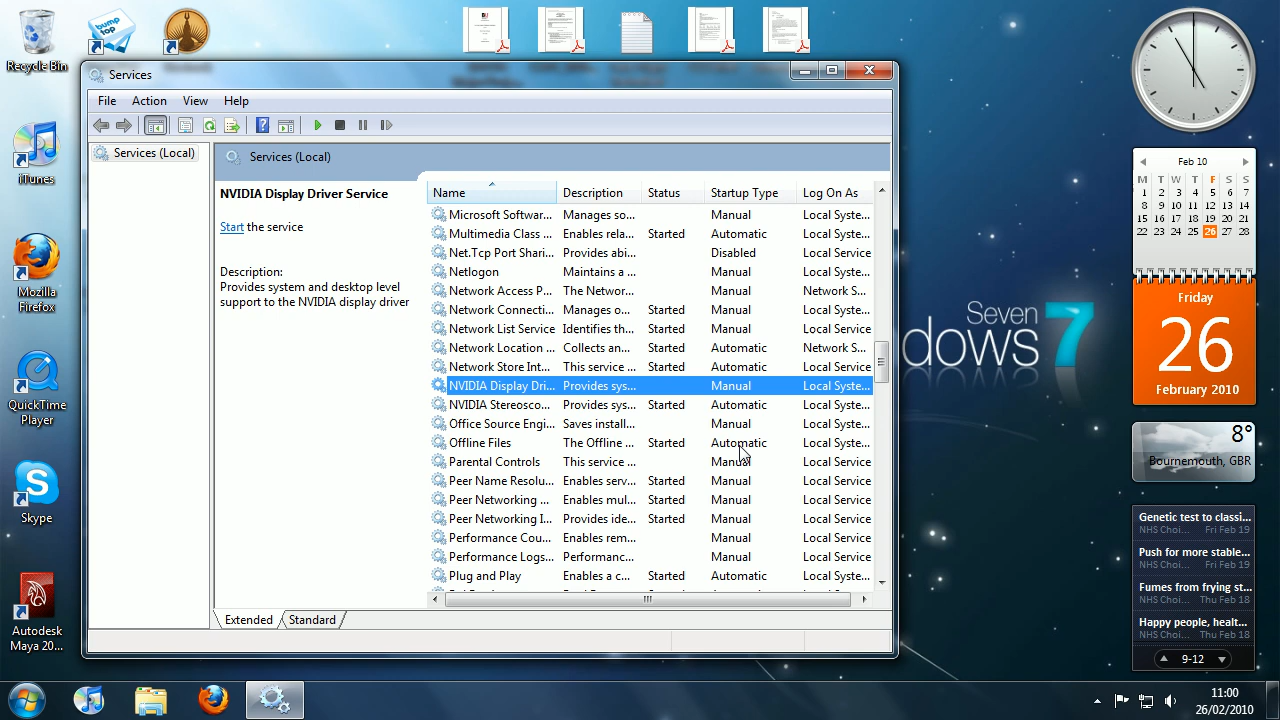 Recycle Bin
bump
top
iTunes
Mozilla
Firefox
QuickTime
Player
Skype
Autodesk
Maya 20...
Services
File Action View Help
Services (Local)
Services (Local)
NVIDIA Display Driver Service
Start the service
Description:
Provides system and desktop level
support to the NVIDIA display driver
Name Description Status Startup Type Log On As
Microsoft Softwar... Manages so... Manual Local Syste...
Multimedia Class ... Enables rela... Started Automatic Local Syste...
Net.Tcp Port Shari... Provides abi... Disabled Local Service
Netlogon Maintains a ... Manual Local Syste...
Network Access P... The Networ... Manual Network S...
Network Connecti... Manages o... Started Manual Local Syste...
Network List Service Identifies th... Started Manual Local Service
Network Location ... Collects an... Started Automatic Network S...
Network Store Int... This service ... Started Automatic Local Service
NVIDIA Display Dri... Provides sys... Manual Local Syste...
NVIDIA Stereosco... Provides sys... Started Automatic Local Syste...
Office Source Engi... Saves install... Manual Local Syste...
Offline Files The Offline ... Started Automatic Local Syste...
Parental Controls This service ... Manual Local Service
Peer Name Resolu... Enables serv... Started Manual Local Service
Peer Networking ... Enables mul... Started Manual Local Service
Peer Networking I... Provides ide... Started Manual Local Service
Performance Cou... Enables rem... Manual Local Service
Performance Logs... Performanc... Manual Local Service
Plug and Play Enables a c... Started Automatic Local Syste...
Extended Standard
Seven
dows 7
Feb 10
M T W T F S S
1 2 3 4 5 6 7
8 9 10 11 12 13 14
15 16 17 18 19 20 21
22 23 24 25 26 27 28
Friday
26
February 2010
8°
Bournemouth, GBR
Genetic test to classi...
NHS Choi... Fri Feb 19
Push for more stable...
NHS Choi... Fri Feb 19
Fumes from frying st...
NHS Choi... Thu Feb 18
Happy people, healt...
NHS Choi... Thu Feb 18
9-12
11:00
26/02/2010